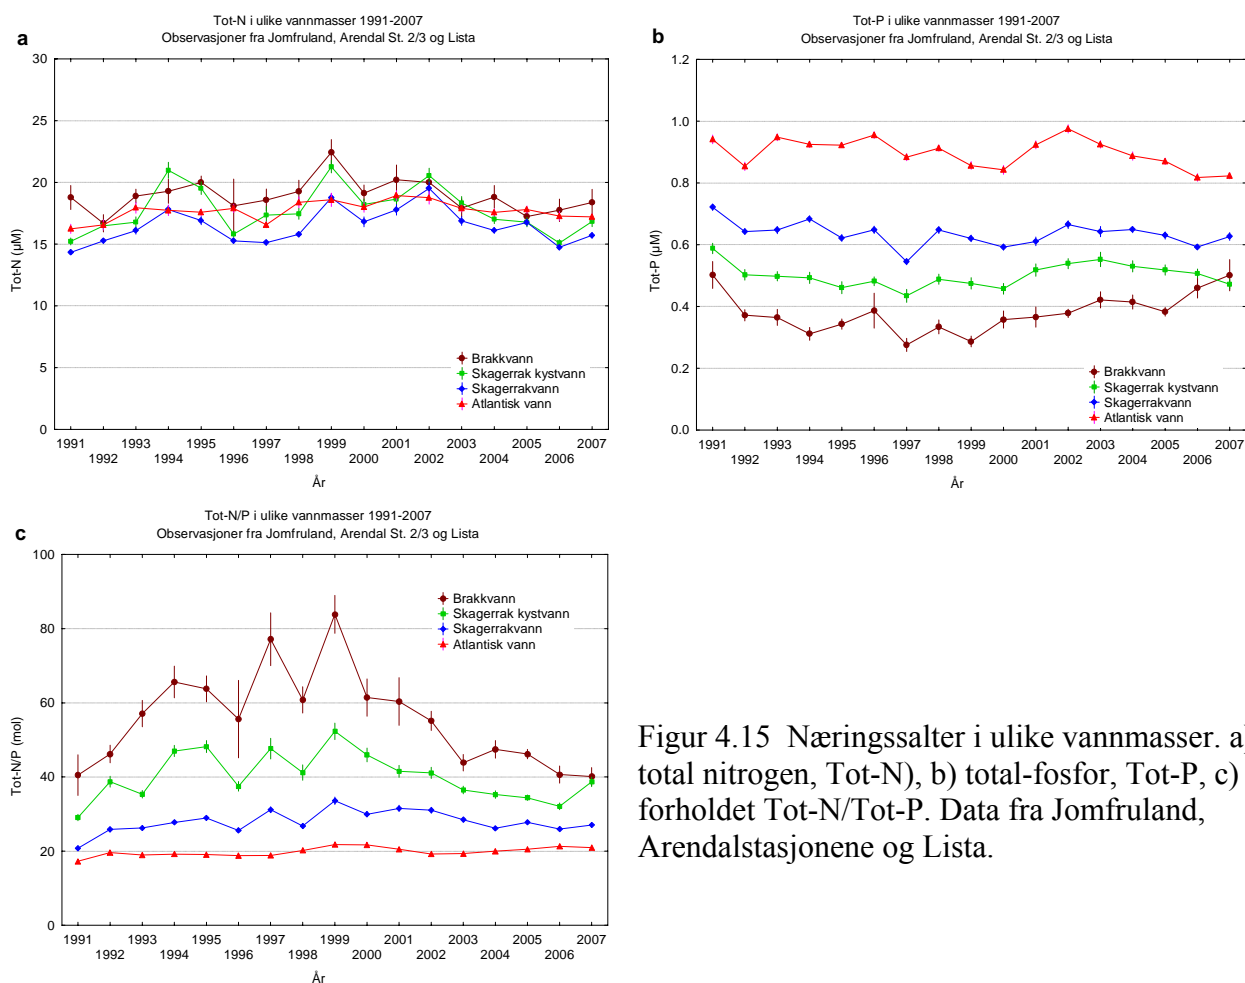 a
Tot-N i ulike vannmasser 1991-2007
Observasjoner fra Jomfruland, Arendal St. 2/3 og Lista
30
25
20
15
10
5
0
Tot-N (µM)
Brakkvann
Skagerrak kystvann
Skagerrakvann
Atlantisk vann
1991 1993 1995 1997 1999 2001 2003 2005 2007
1992 1994 1996 1998 2000 2002 2004 2006
År
b
Tot-P i ulike vannmasser 1991-2007
Observasjoner fra Jomfruland, Arendal St. 2/3 og Lista
1.2
1.0
0.8
0.6
0.4
0.2
0.0
Tot-P (µM)
Brakkvann
Skagerrak kystvann
Skagerrakvann
Atlantisk vann
1991 1993 1995 1997 1999 2001 2003 2005 2007
1992 1994 1996 1998 2000 2002 2004 2006
År
c
Tot-N/P i ulike vannmasser 1991-2007
Observasjoner fra Jomfruland, Arendal St. 2/3 og Lista
100
80
60
40
20
0
Tot-N/P (mol)
Brakkvann
Skagerrak kystvann
Skagerrakvann
Atlantisk vann
1991 1993 1995 1997 1999 2001 2003 2005 2007
1992 1994 1996 1998 2000 2002 2004 2006
År
Figur 4.15 Næringssalter i ulike vannmasser. a)
total nitrogen, Tot-N), b) total-fosfor, Tot-P, c)
forholdet Tot-N/Tot-P. Data fra Jomfruland,
Arendalstasjonene og Lista.